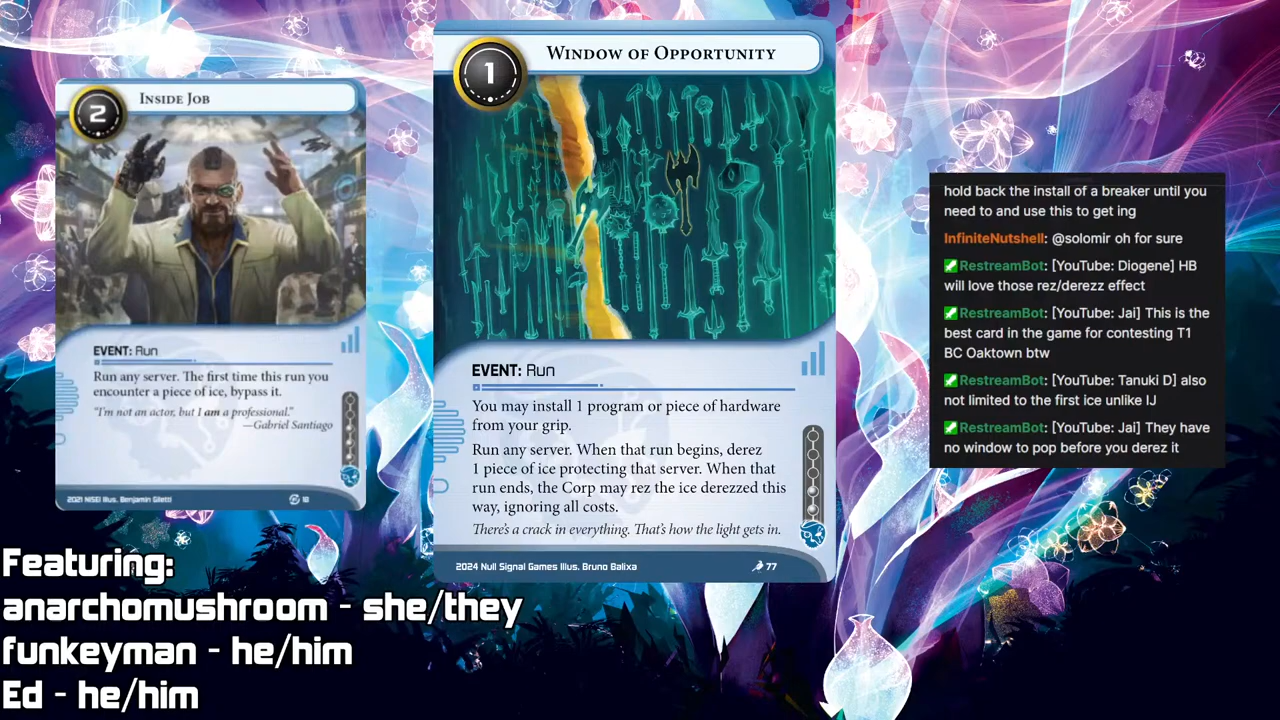 2
Inside Job
EVENT: Run
Run any server. The first time this run you
encounter a piece of ice, bypass it.
"I'm not an actor, but I am a professional."
—Gabriel Santiago
2021 NISEI Illus. Benjamin Giletti
1
Window of Opportunity
EVENT: Run
You may install 1 program or piece of hardware
from your grip.
Run any server. When that run begins, derez
1 piece of ice protecting that server. When that
run ends, the Corp may rez the ice derezzed this
way, ignoring all costs.
There's a crack in everything. That's how the light gets in.
2024 Null Signal Games Illus. Bruno Balixa
77
hold back the install of a breaker until you
need to and use this to get ing
InfiniteNutshell: @solomir oh for sure
RestreamBot: [YouTube: Diogene] HB
will love those rez/derezz effect
RestreamBot: [YouTube: Jai] This is the
best card in the game for contesting T1
BC Oaktown btw
RestreamBot: [YouTube: Tanuki D] also
not limited to the first ice unlike IJ
RestreamBot: [YouTube: Jai] They have
no window to pop before you derez it
Featuring:
anarchomushroom - she/they
funkeyman - he/him
Ed - he/him